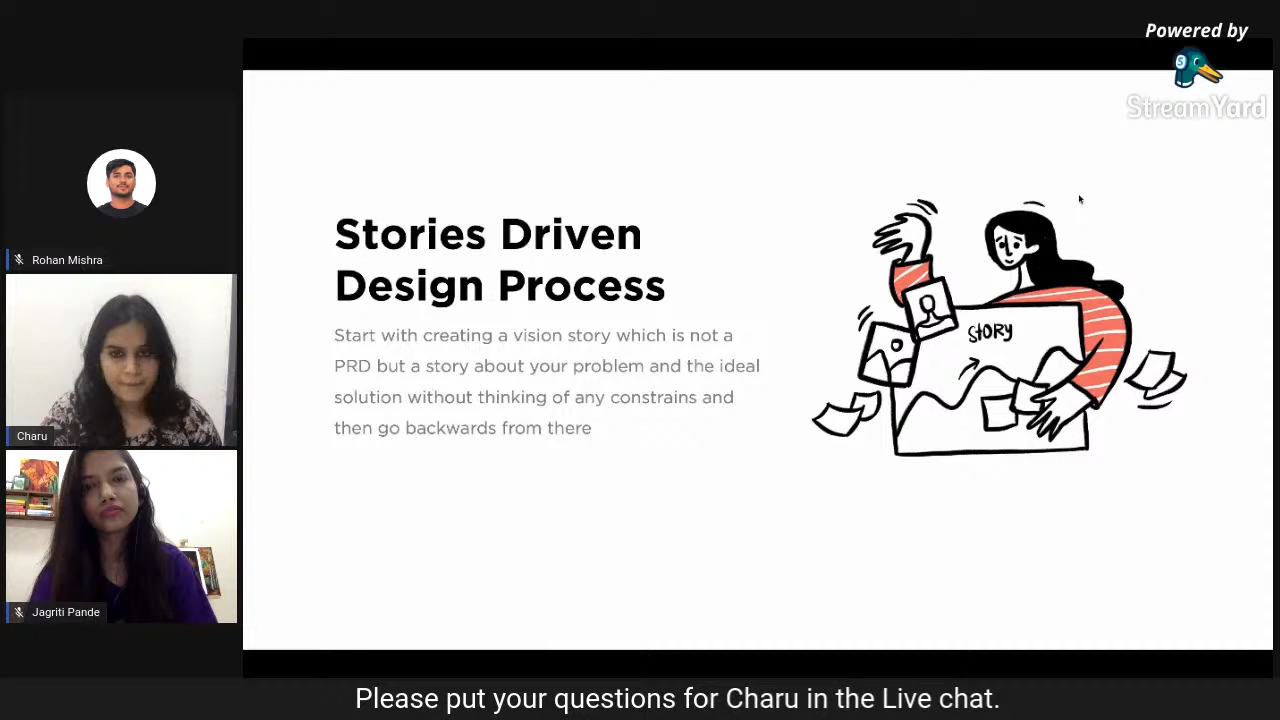 Powered by
StreamYard
Rohan Mishra
Charu
Jagriti Pande
Stories Driven
Design Process
Start with creating a vision story which is not a
PRD but a story about your problem and the ideal
solution without thinking of any constrains and
then go backwards from there
STORY
Please put your questions for Charu in the Live chat.